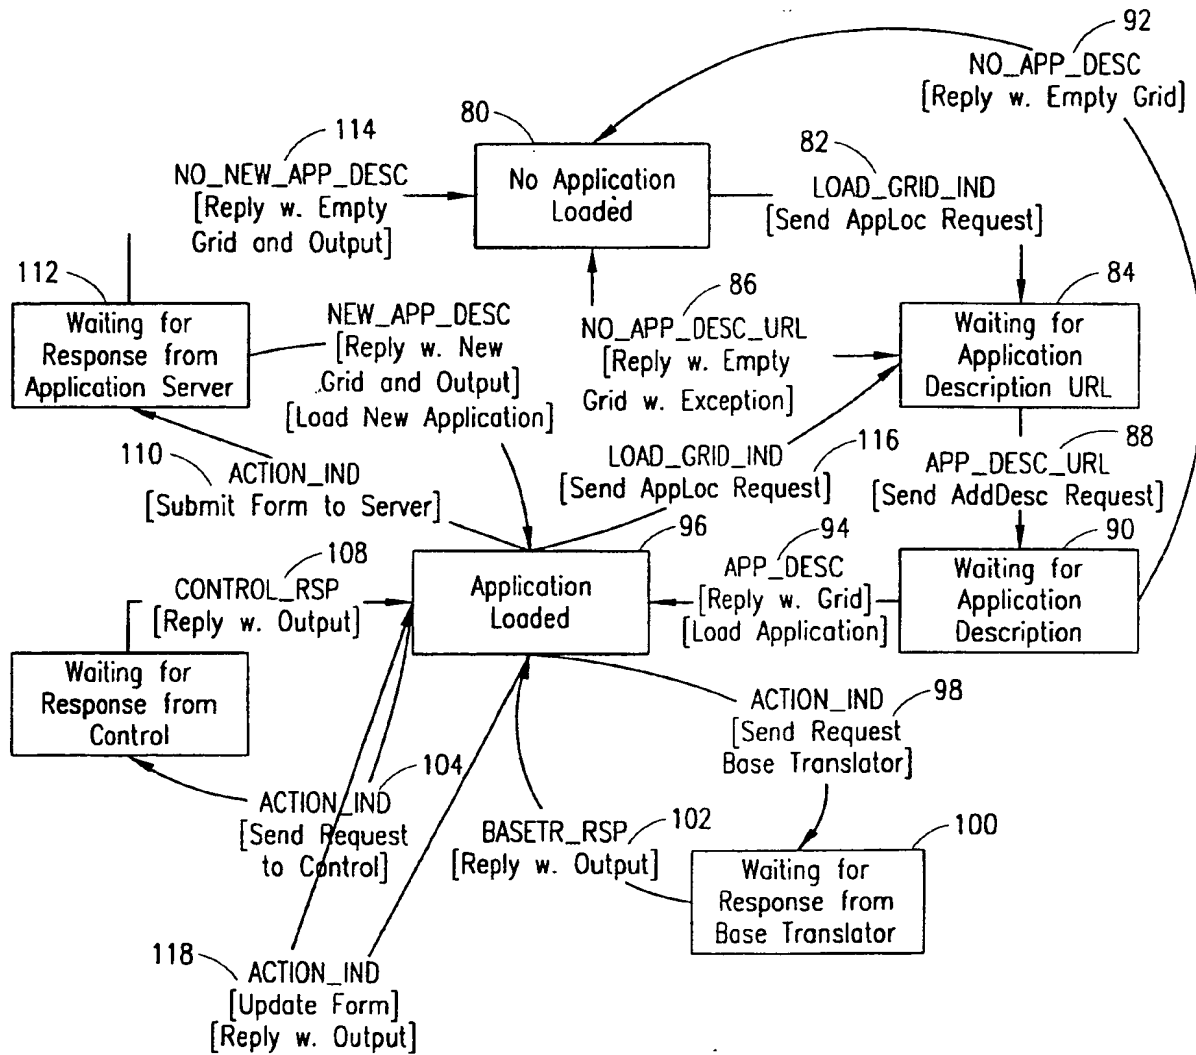 92
NO_APP_DESC
[Reply w. Empty Grid]
80
No Application
Loaded
114
NO_NEW_APP_DESC
[Reply w. Empty
Grid and Output]
82
LOAD_GRID_IND
[Send AppLoc Request]
112
Waiting for
Response from
Application Server
NEW_APP_DESC
[Reply w. New
Grid and Output]
[Load New Application]
86
NO_APP_DESC_URL
[Reply w. Empty
Grid w. Exception]
84
Waiting for
Application
Description URL
110
ACTION_IND
[Submit Form to Server]
LOAD_GRID_IND
116
[Send AppLoc Request]
88
APP_DESC_URL
[Send AddDesc Request]
108
CONTROL_RSP
[Reply w. Output]
96
Application
Loaded
94
APP_DESC
[Reply w. Grid]
[Load Application]
90
Waiting for
Application
Description
Waiting for
Response from
Control
ACTION_IND
98
[Send Request
Base Translator]
104
ACTION_IND
[Send Request
to Control]
BASETR_RSP
102
[Reply w. Output]
100
Waiting for
Response from
Base Translator
118
ACTION_IND
[Update Form]
[Reply w. Output]